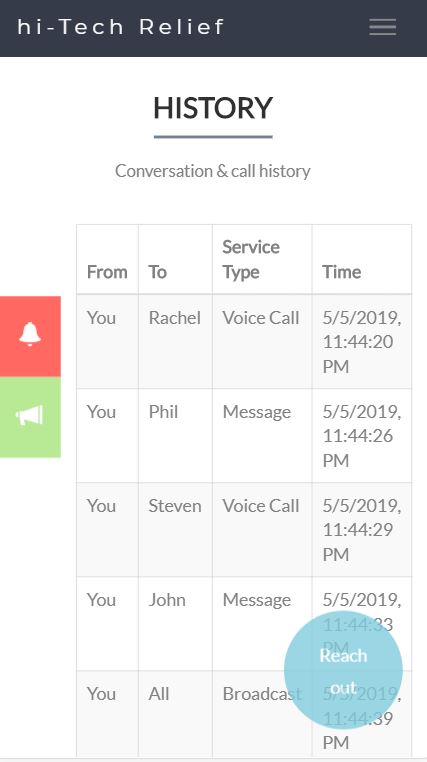 hi-Tech Relief
HISTORY
Conversation & call history
From To Service Type Time
You Rachel Voice Call 5/5/2019, 11:44:20 PM
You Phil Message 5/5/2019, 11:44:26 PM
You Steven Voice Call 5/5/2019, 11:44:29 PM
You John Message 5/5/2019, 11:44:33 PM
You All Broadcast 5/5/2019, 11:44:39 PM
Reach
out